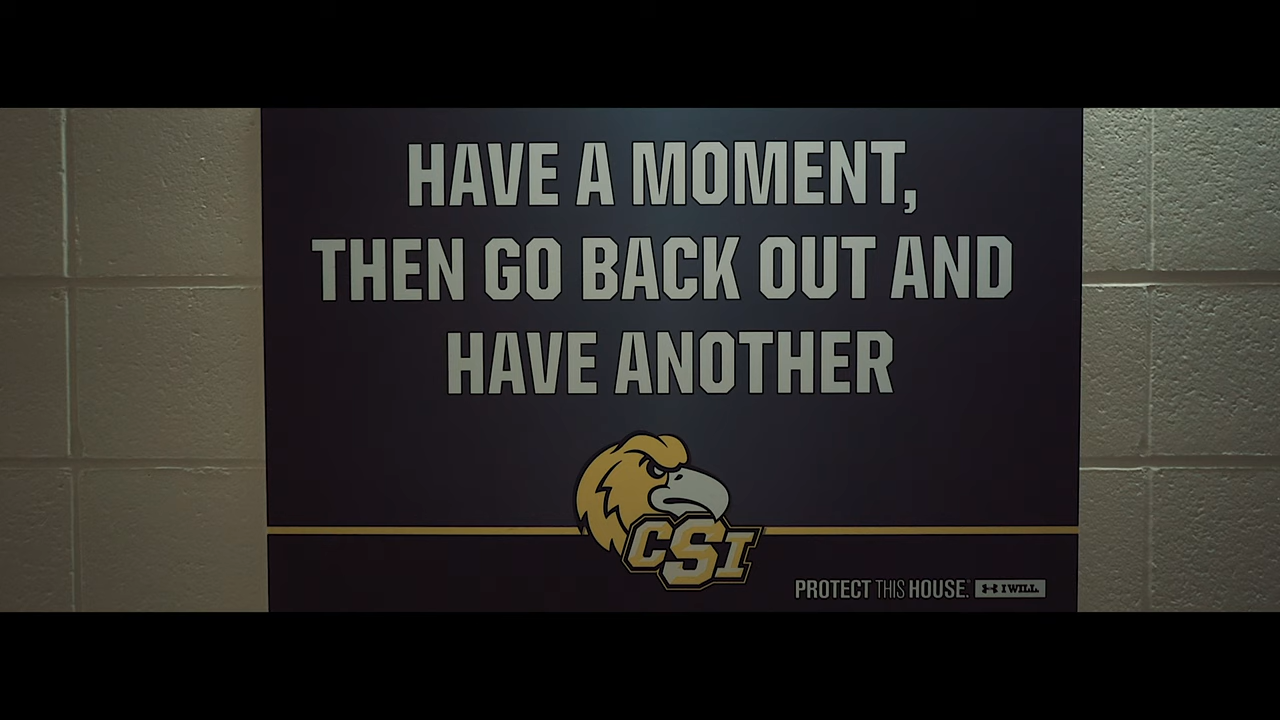 HAVE A MOMENT,
THEN GO BACK OUT AND
HAVE ANOTHER
CSI
PROTECT THIS HOUSE. I WILL.